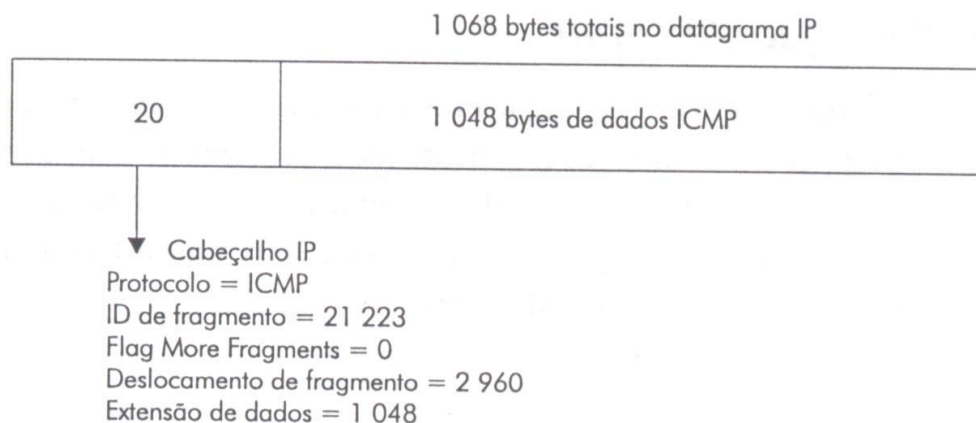 1 068 bytes totais no datagrama IP
20
1 048 bytes de dados ICMP
Cabeçalho IP
Protocolo = ICMP
ID de fragmento = 21 223
Flag More Fragments = 0
Deslocamento de fragmento = 2 960
Extensão de dados = 1 048